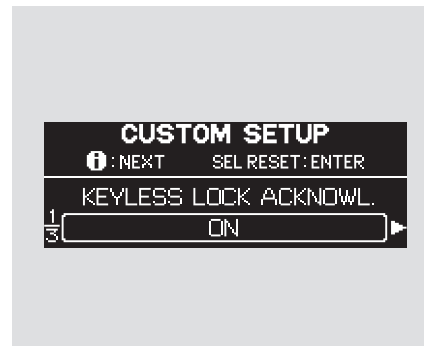 CUSTOM SETUP
i : NEXT SEL RESET : ENTER
KEYLESS LOCK ACKNOWL.
1/3 ON